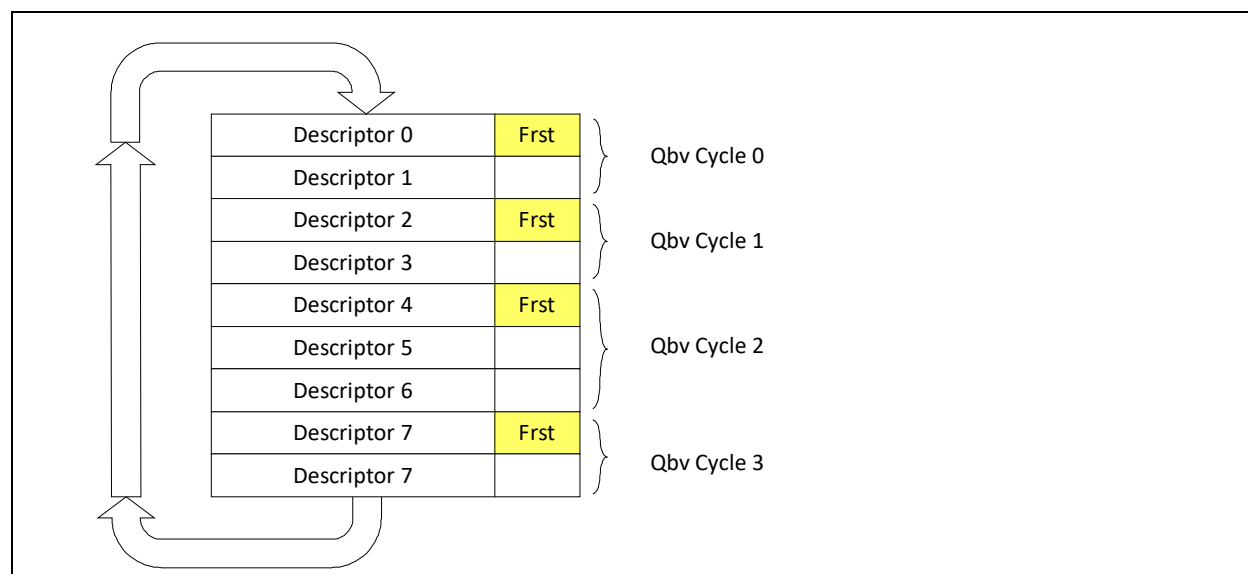 Descriptor 0 Frst
Qbv Cycle 0
Descriptor 1
Descriptor 2 Frst
Qbv Cycle 1
Descriptor 3
Descriptor 4 Frst
Descriptor 5
Qbv Cycle 2
Descriptor 6
Descriptor 7 Frst
Qbv Cycle 3
Descriptor 7